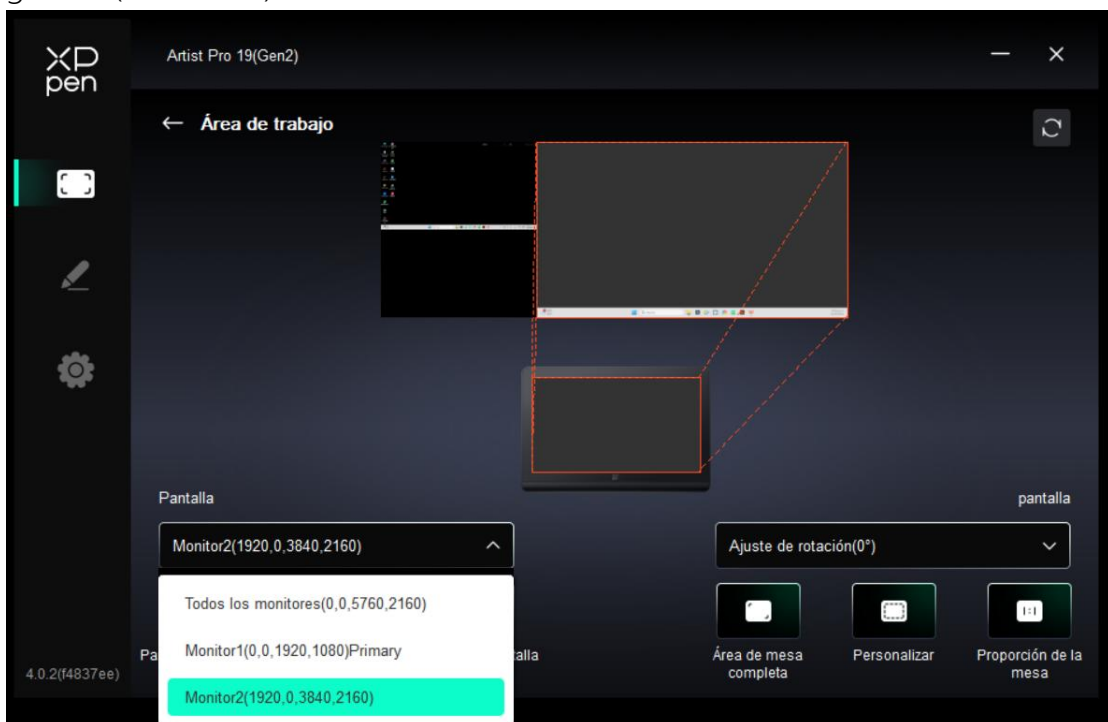 XP
pen
Artist Pro 19(Gen2)
Área de trabajo
Pantalla
pantalla
Monitor2(1920,0,3840,2160)
Ajuste de rotación(0°)
Todos los monitores(0,0,5760,2160)
Monitor1(0,0,1920,1080)Primary
Monitor2(1920,0,3840,2160)
Área de mesa
completa
Personalizar
Proporción de la
mesa
4.0.2(f4837ee)